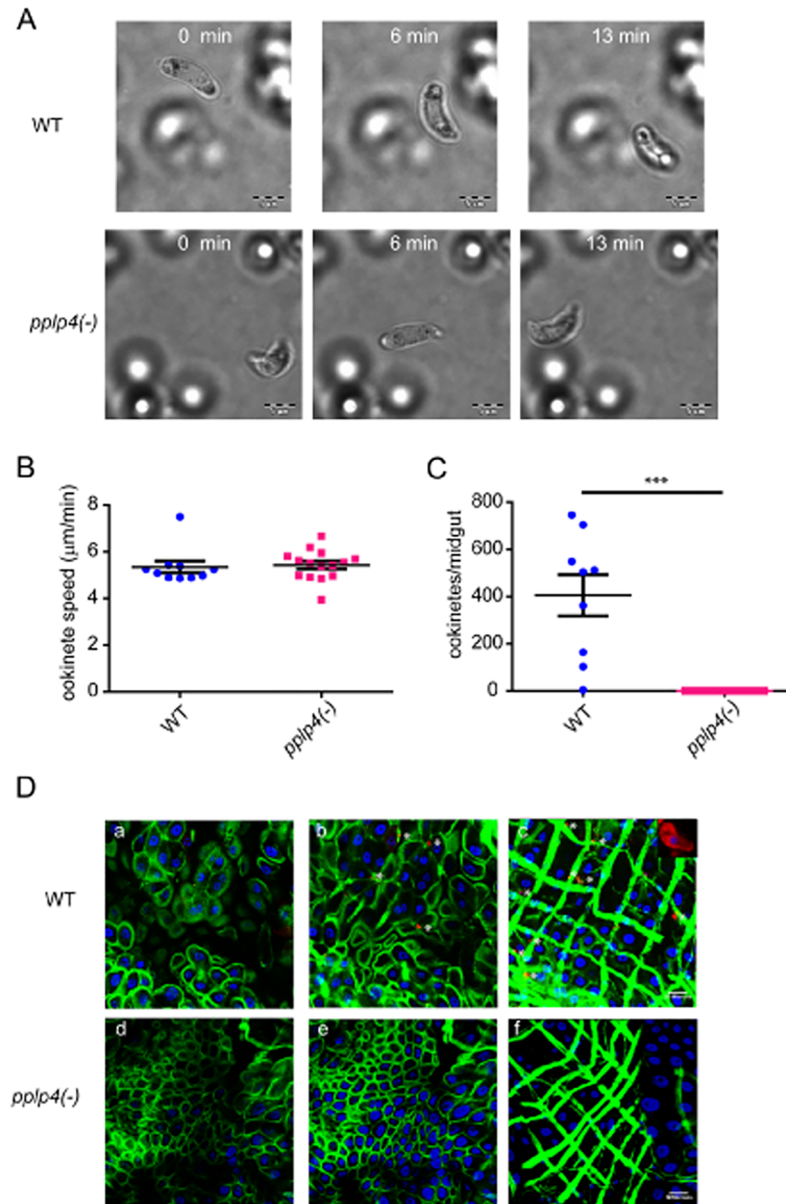 A
0 min
6 min
13 min
WT
0 min
6 min
13 min
pplp4(-)
B
C
8
6
4
2
0
ookinete speed (μm/min)
WT
pplp4(-)
***
800
600
400
200
0
ookinetes/midgut
WT
pplp4(-)
D
a
b
c
WT
*
d
e
f
pplp4(-)